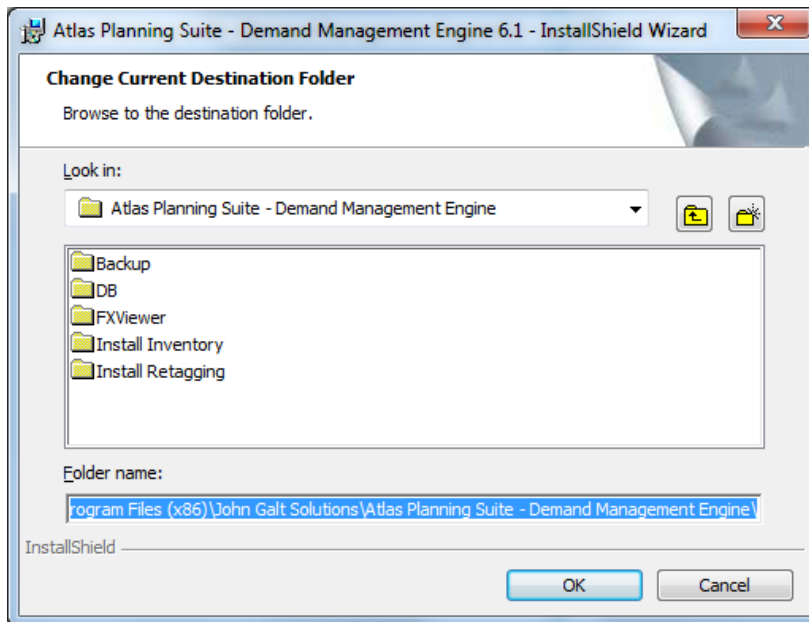 Atlas Planning Suite - Demand Management Engine 6.1 - InstallShield Wizard
Change Current Destination Folder
Browse to the destination folder.
Look in:
Atlas Planning Suite - Demand Management Engine
Backup
DB
FXViewer
Install Inventory
Install Retagging
Folder name:
rogram Files (x86)\John Galt Solutions\Atlas Planning Suite - Demand Management Engine\
InstallShield
OK Cancel